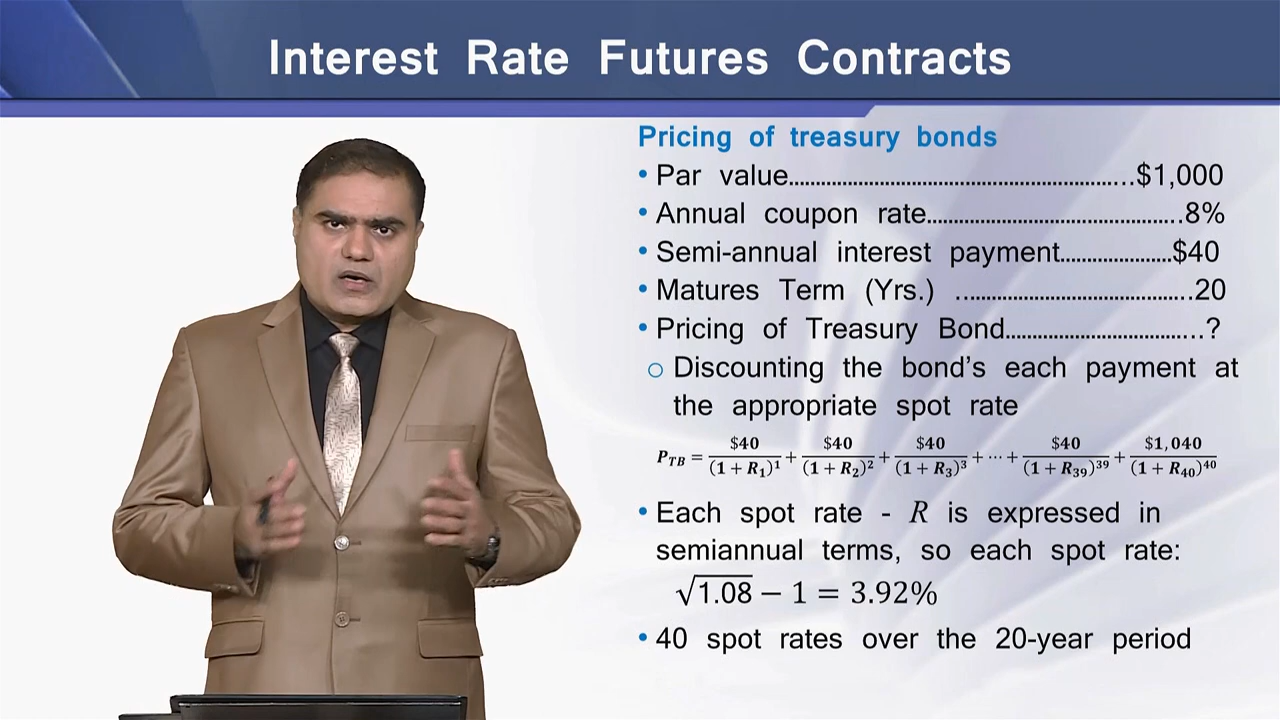 Interest Rate Futures Contracts
Pricing of treasury bonds
• Par value……………………………………………$1,000
• Annual coupon rate…………………………………8%
• Semi-annual interest payment…………………$40
• Matures Term (Yrs.) ………………………………20
• Pricing of Treasury Bond…………………………?
o Discounting the bond’s each payment at
the appropriate spot rate
P_TB = $40/(1 + R_1)^1 + $40/(1 + R_2)^2 + $40/(1 + R_3)^3 + ⋯ + $40/(1 + R_39)^39 + $1,040/(1 + R_40)^40
• Each spot rate - R is expressed in
semiannual terms, so each spot rate:
√1.08 − 1 = 3.92%
• 40 spot rates over the 20-year period